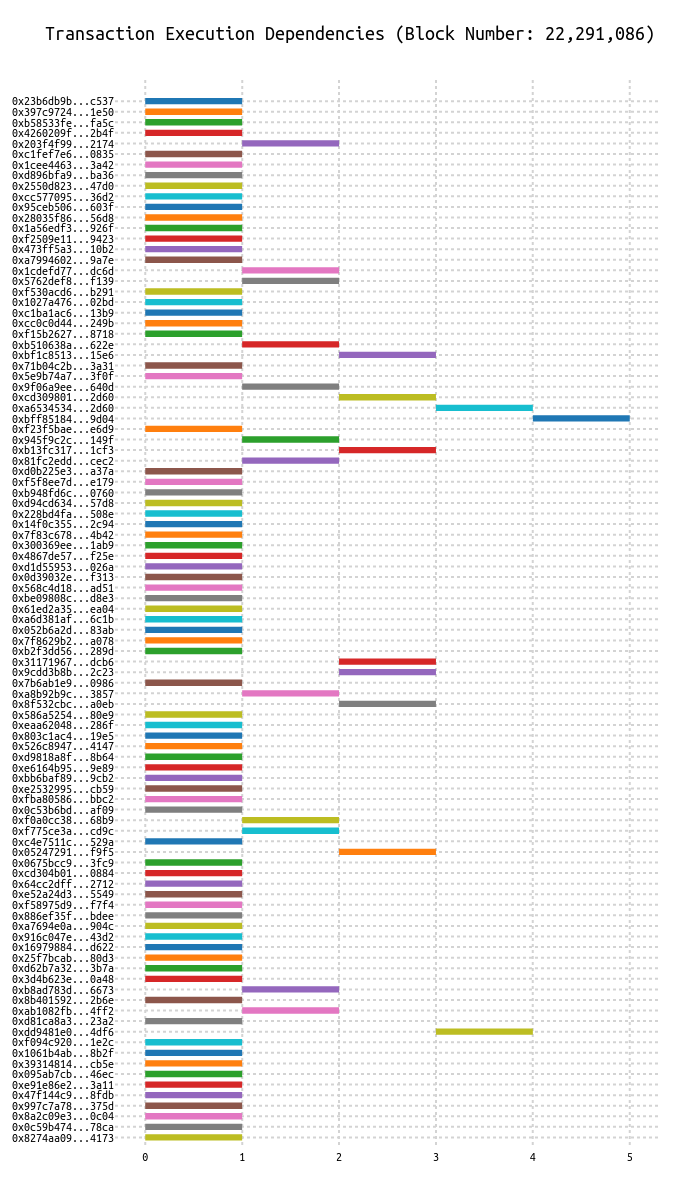 Transaction Execution Dependencies (Block Number: 22,291,086)
0x23b6db9b...c537
0x397c9724...1e50
0xb58533fe...fa5c
0x4260209f...2b4f
0x203f4f99...2174
0xc1fef7e6...0835
0x1cee4463...3a42
0xd896bfa9...ba36
0x2550d823...47d0
0xcc577095...36d2
0x95ceb506...603f
0x28035f86...56d8
0x1a56edf3...926f
0xf2509e11...9423
0x473ff5a3...10b2
0xa7994602...9a7e
0x1cdefd77...dc6d
0x5762def8...f139
0xf530acd6...b291
0x1027a476...02bd
0xc1ba1ac6...13b9
0xcc0c0d44...249b
0xf15b2627...8718
0xb510638a...622e
0xbf1c8513...15e6
0x71b04c2b...3a31
0x5e9b74a7...3f0f
0x9f06a9ee...640d
0xcd309801...2d60
0xa6534534...2d60
0xbff85184...9d04
0xf23f5bae...e6d9
0x945f9c2c...149f
0xb13fc317...1cf3
0x81fc2edd...cec2
0xd0b225e3...a37a
0xf5f8ee7d...e179
0xb948fd6c...0760
0xd94cd634...57d8
0x228bd4fa...508e
0x14f0c355...2c94
0x7f83c678...4b42
0x300369ee...1ab9
0x4867de57...f25e
0xd1d55953...026a
0x0d39032e...f313
0x568c4d18...ad51
0xbe09808c...d8e3
0x61ed2a35...ea04
0xa6d381af...6c1b
0x052b6a2d...83ab
0x7f8629b2...a078
0xb2f3dd56...289d
0x31171967...dcb6
0x9cdd3b8b...2c23
0x7b6ab1e9...0986
0xa8b92b9c...3857
0x8f532cbc...a0eb
0x586a5254...80e9
0xeaa62048...286f
0x803c1ac4...19e5
0x526c8947...4147
0xd9818a8f...8b64
0xe6164b95...9e89
0xbb6baf89...9cb2
0xe2532995...cb59
0xfba80586...bbc2
0x0c53b6bd...af09
0xf0a0cc38...68b9
0xf775ce3a...cd9c
0xc4e7511c...529a
0x05247291...f9f5
0x0675bcc9...3fc9
0xcd304b01...0884
0x64cc2dff...2712
0xe52a24d3...5549
0xf58975d9...f7f4
0x886ef35f...bdee
0xa7694e0a...904c
0x916c047e...43d2
0x16979884...d622
0x25f7bcab...80d3
0xd62b7a32...3b7a
0x3d4b623e...0a48
0xb8ad783d...6673
0x8b401592...2b6e
0xab1082fb...4ff2
0xd81ca8a3...23a2
0xdd9481e0...4df6
0xf094c920...1e2c
0x1061b4ab...8b2f
0x39314814...cb5e
0x095ab7cb...46ec
0xe91e86e2...3a11
0x47f144c9...8fdb
0x997c7a78...375d
0x8a2c09e3...0c04
0x0c59b474...78ca
0x8274aa09...4173
0 1 2 3 4 5